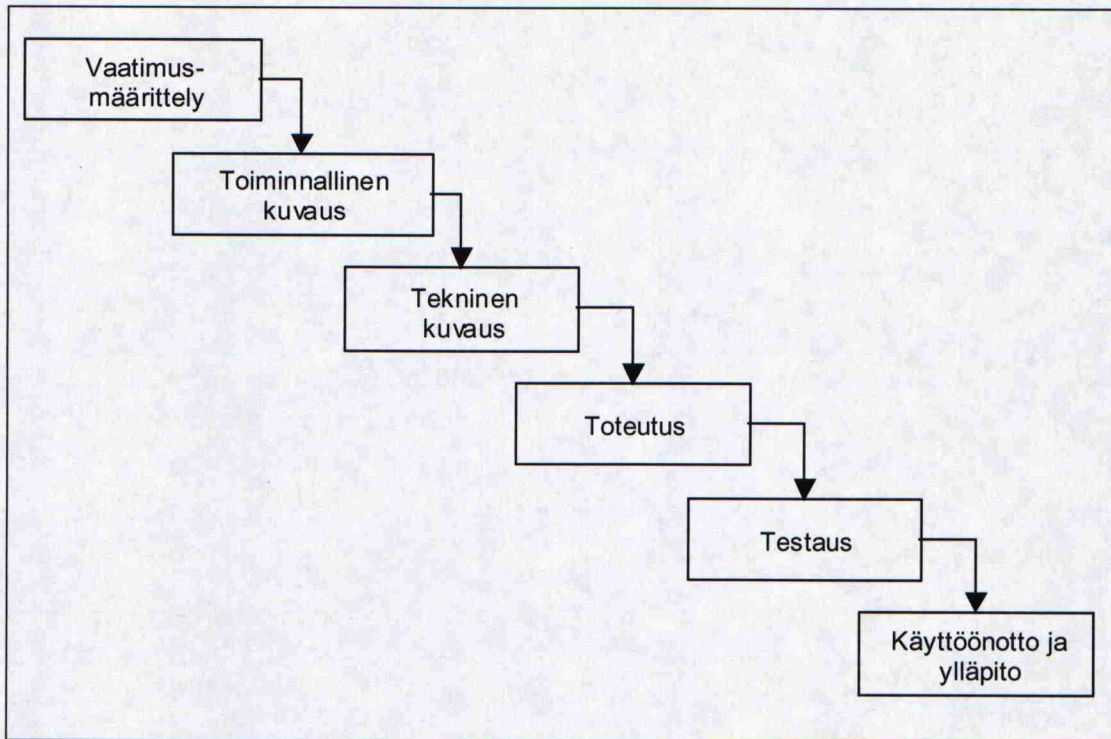 Vaatimus-
määrittely
Toiminnallinen
kuvaus
Tekninen
kuvaus
Toteutus
Testaus
Käyttöönotto ja
ylläpito